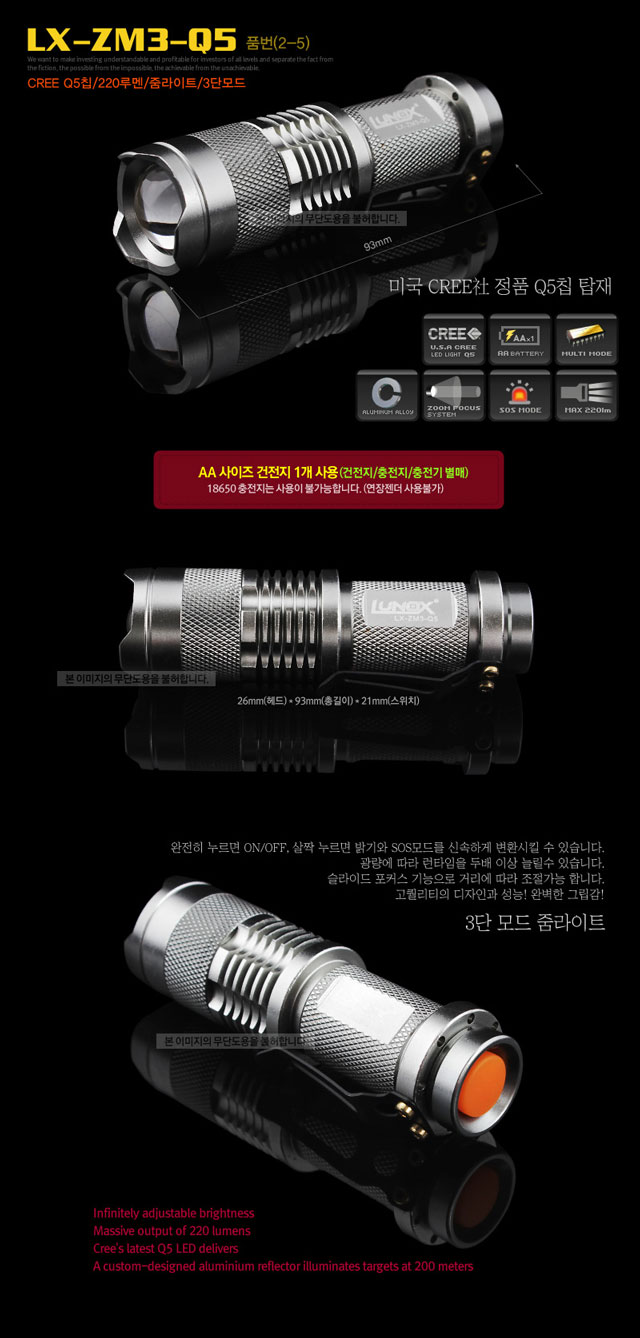 LX-ZM3-Q5 품번(2-5)
We want to make investing understandable and profitable for investors of all levels and separate the fact from
the fiction, the possible from the impossible, the achievable from the unachievable.
CREE Q5칩/220루멘/줌라이트/3단모드
LUNOX®
LX-ZM3-Q5
이미지의 무단도용을 불허합니다.
93mm
미국 CREE社 정품 Q5칩 탑재
CREE
U.S.A CREE
LED LIGHT Q5
AAx1
AA BATTERY
MULTI MODE
ALUMINUM ALLOY
ZOOM FOCUS
SYSTEM
SOS MODE
MAX 220lm
AA 사이즈 건전지 1개 사용(건전지/충전지/충전기 별매)
18650 충전지는 사용이 불가능합니다. (연장젠더 사용불가)
LUNOX®
LX-ZM3-Q5
본 이미지의 무단도용을 불허합니다.
26mm(헤드) * 93mm(총길이) * 21mm(스위치)
완전히 누르면 ON/OFF, 살짝 누르면 밝기와 SOS모드를 신속하게 변환시킬 수 있습니다.
광량에 따라 런타임을 두배 이상 늘릴수 있습니다.
슬라이드 포커스 기능으로 거리에 따라 조절가능 합니다.
고퀄리티의 디자인과 성능! 완벽한 그립감!
3단 모드 줌라이트
본 이미지의 무단도용을 불허합니다.
Infinitely adjustable brightness
Massive output of 220 lumens
Cree's latest Q5 LED delivers
A custom-designed aluminium reflector illuminates targets at 200 meters